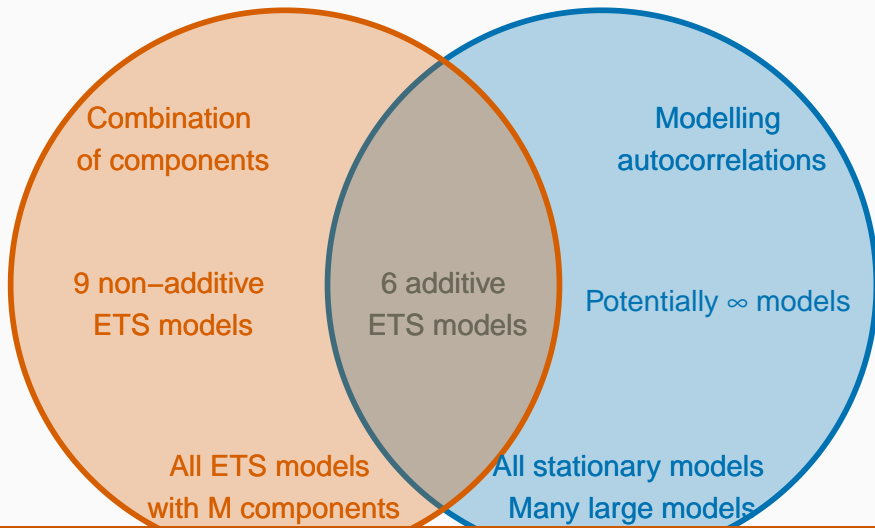 Combination
of components
Modelling
autocorrelations
9 non−additive
ETS models
6 additive
ETS models
Potentially ∞ models
All ETS models
with M components
All stationary models
Many large models